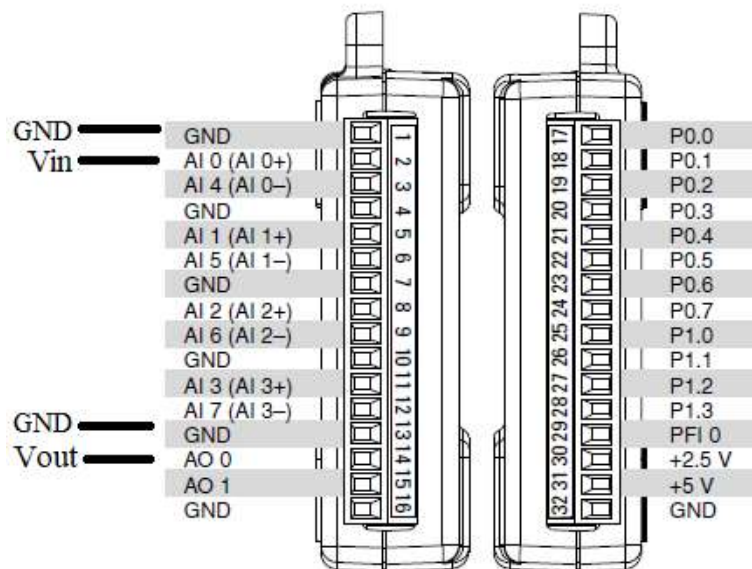 GND
Vin
GND
Vout
GND
AI 0 (AI 0+)
AI 4 (AI 0–)
GND
AI 1 (AI 1+)
AI 5 (AI 1–)
GND
AI 2 (AI 2+)
AI 6 (AI 2–)
GND
AI 3 (AI 3+)
AI 7 (AI 3–)
GND
AO 0
AO 1
GND
1
2
3
4
5
6
7
8
9
10
11
12
13
14
15
16
17
18
19
20
21
22
23
24
25
26
27
28
29
30
31
32
P0.0
P0.1
P0.2
P0.3
P0.4
P0.5
P0.6
P0.7
P1.0
P1.1
P1.2
P1.3
PFI 0
+2.5 V
+5 V
GND